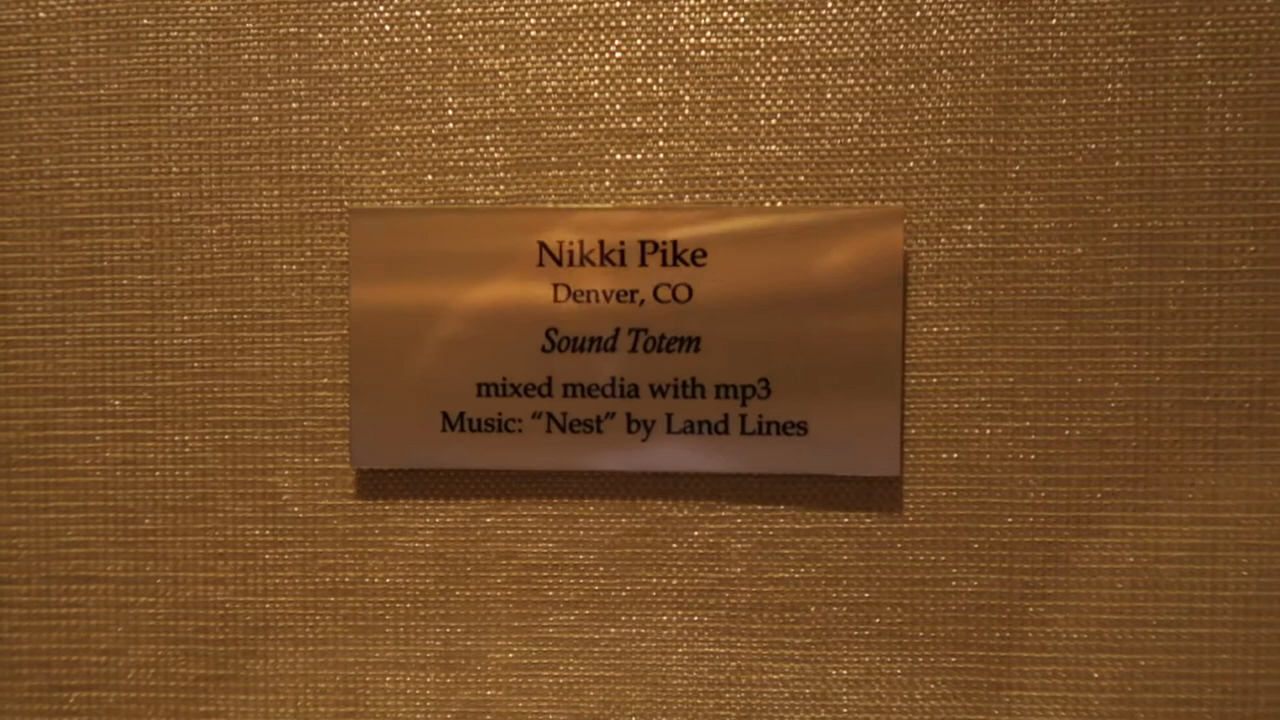 Nikki Pike
Denver, CO
Sound Totem
mixed media with mp3
Music: “Nest” by Land Lines